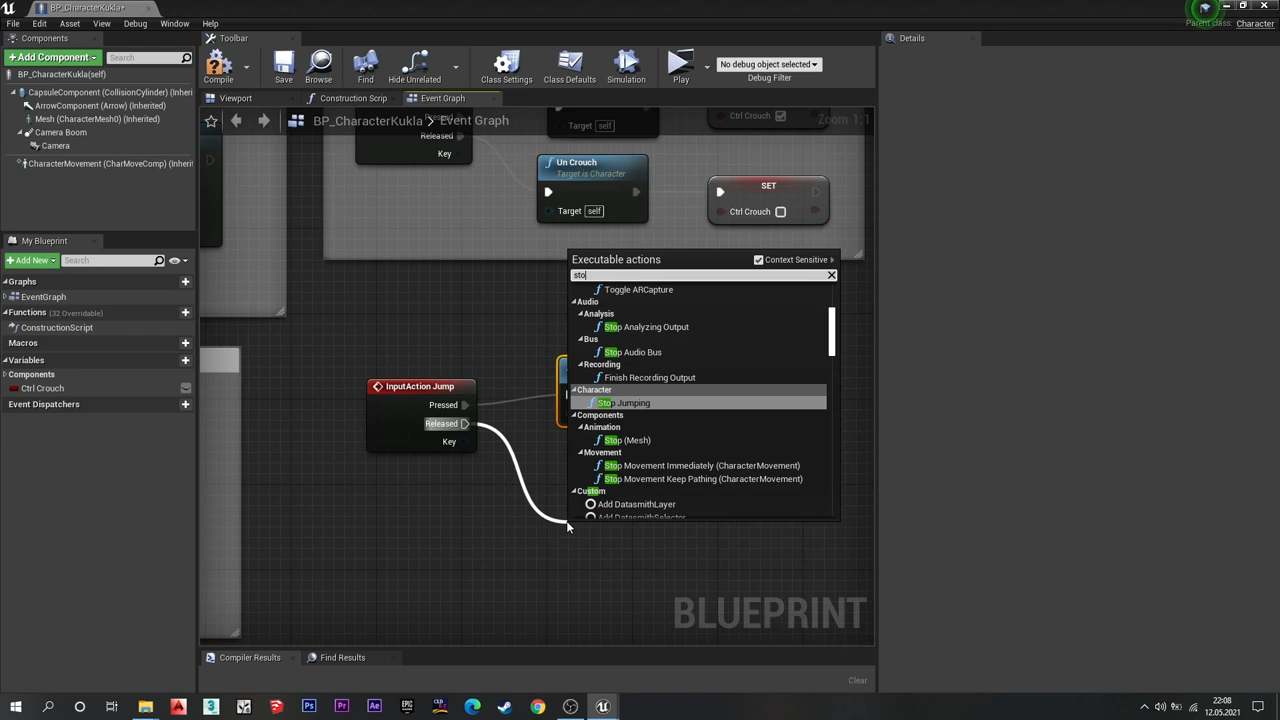 BP_CharacterKukla*
File Edit Asset View Debug Window Help
Parent class: Character
Components
Toolbar
Details
+Add Component
Search
Compile
Save
Browse
Find
Hide Unrelated
Class Settings
Class Defaults
Simulation
Play
No debug object selected
Debug Filter
BP_CharacterKukla(self)
CapsuleComponent (CollisionCylinder) (Inheri
ArrowComponent (Arrow) (Inherited)
Mesh (CharacterMesh0) (Inherited)
Camera Boom
Camera
CharacterMovement (CharMoveComp) (Inherit
Viewport
Construction Scrip
Event Graph
BP_CharacterKukla > Event Graph
Zoom 1:1
Pressed
Released
Key
Target self
Ctrl Crouch
Un Crouch
Target is Character
Target self
SET
Ctrl Crouch
My Blueprint
+Add New
Search
Graphs
EventGraph
Functions (32 Overridable)
ConstructionScript
Macros
Variables
Components
Ctrl Crouch
Event Dispatchers
Executable actions
Context Sensitive
sto
Toggle ARCapture
Audio
Analysis
Stop Analyzing Output
Bus
Stop Audio Bus
Recording
Finish Recording Output
Character
Stop Jumping
Components
Animation
Stop (Mesh)
Movement
Stop Movement Immediately (CharacterMovement)
Stop Movement Keep Pathing (CharacterMovement)
Custom
Add DatasmithLayer
Add DatasmithSelector
InputAction Jump
Pressed
Released
Key
BLUEPRINT
Compiler Results
Find Results
Clear
22:08
12.05.2021